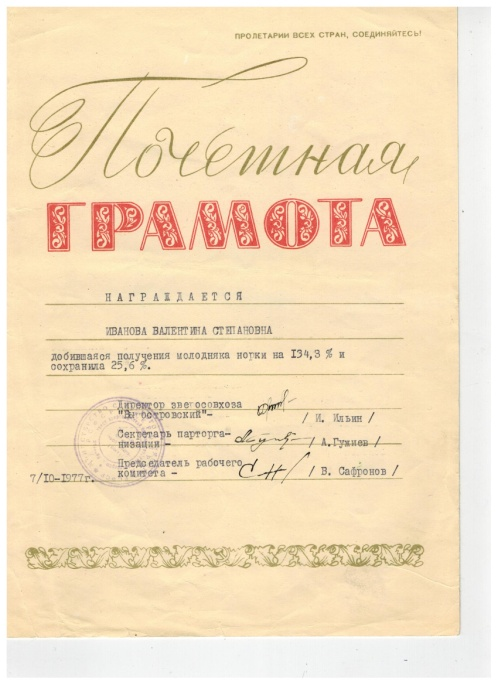 ПРОЛЕТАРИИ ВСЕХ СТРАН, СОЕДИНЯЙТЕСЬ!
Почетная
ГРАМОТА
НАГРАЖДАЕТСЯ
ИВАНОВА ВАЛЕНТИНА СТЕПАНОВНА
добившаяся получения молодняка норки на 134,3 % и
сохранила 25,6 %.
Директор зверосовхоза
"Выгостровский"- / И. Ильин /
Секретарь парторга-
низации - / А.Гужиев /
Председатель рабочего
комитета - / В. Сафронов /
7/10-1977г.